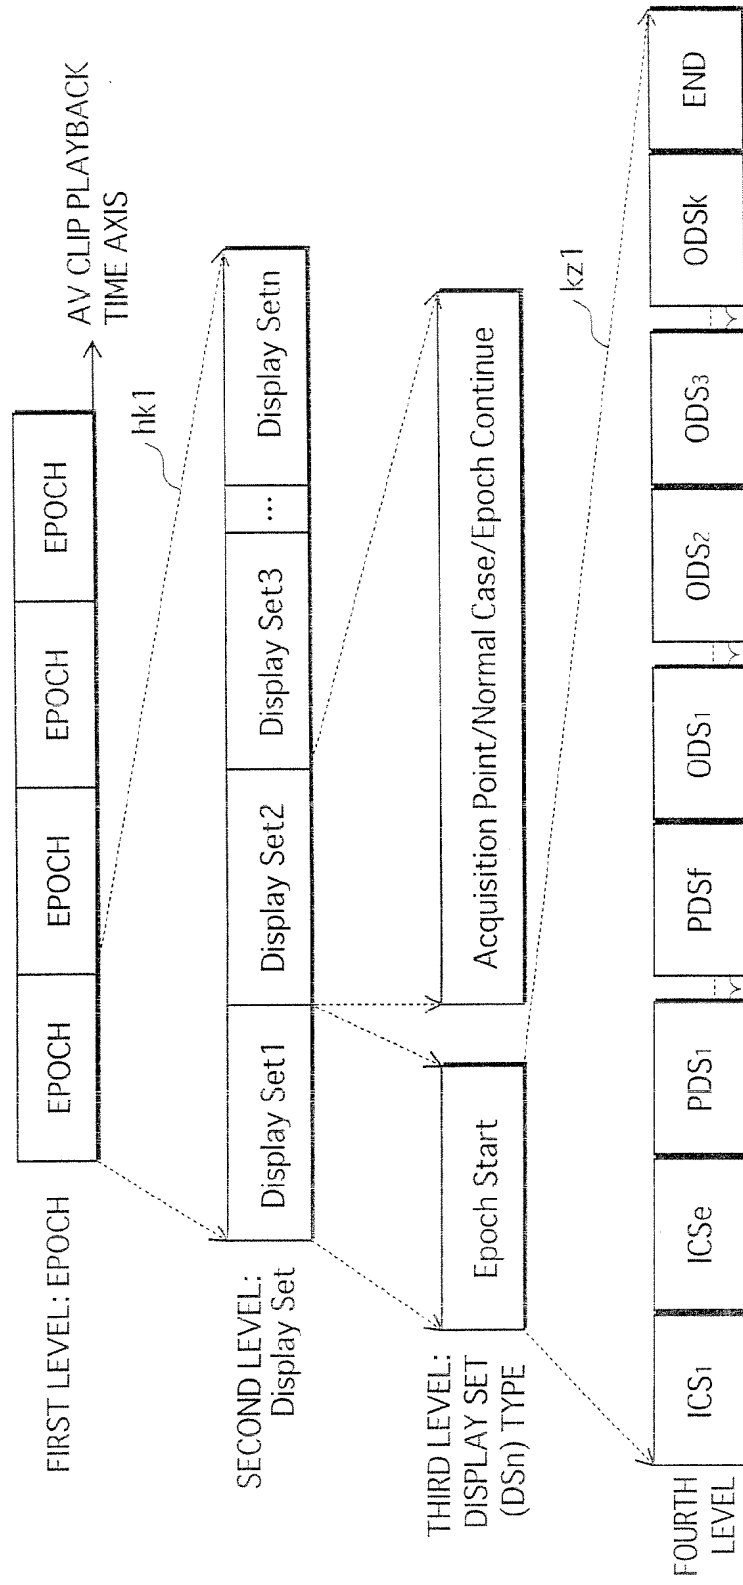 FIRST LEVEL: EPOCH
EPOCH
EPOCH
EPOCH
EPOCH
AV CLIP PLAYBACK
TIME AXIS
hk1
SECOND LEVEL:
Display Set
Display Set1
Display Set2
Display Set3
...
Display Setn
THIRD LEVEL:
DISPLAY SET
(DSn) TYPE
Epoch Start
Acquisition Point/Normal Case/Epoch Continue
kz1
FOURTH
LEVEL
ICS1
ICSe
PDS1
PDSf
ODS1
ODS2
ODS3
ODSk
END